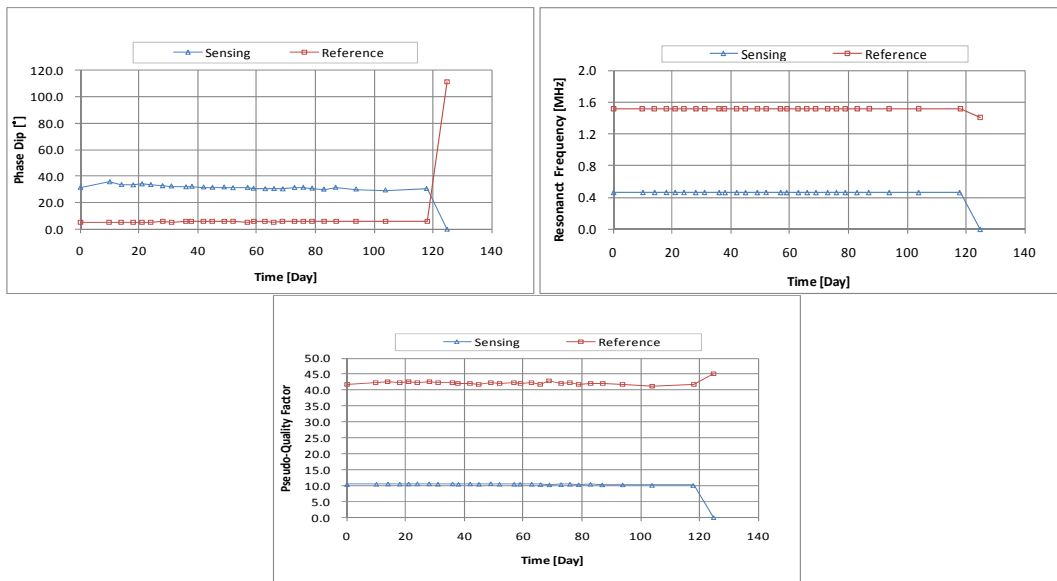 Sensing Reference
120.0
100.0
80.0
60.0
40.0
20.0
0.0
Phase Dip [°]
0 20 40 60 80 100 120 140
Time [Day]
Sensing Reference
2.0
1.6
1.2
0.8
0.4
0.0
Resonanct Frequency [MHz]
0 20 40 60 80 100 120 140
Time [Day]
Sensing Reference
50.0
45.0
40.0
35.0
30.0
25.0
20.0
15.0
10.0
5.0
0.0
Pseudo-Quality Factor
0 20 40 60 80 100 120 140
Time [Day]